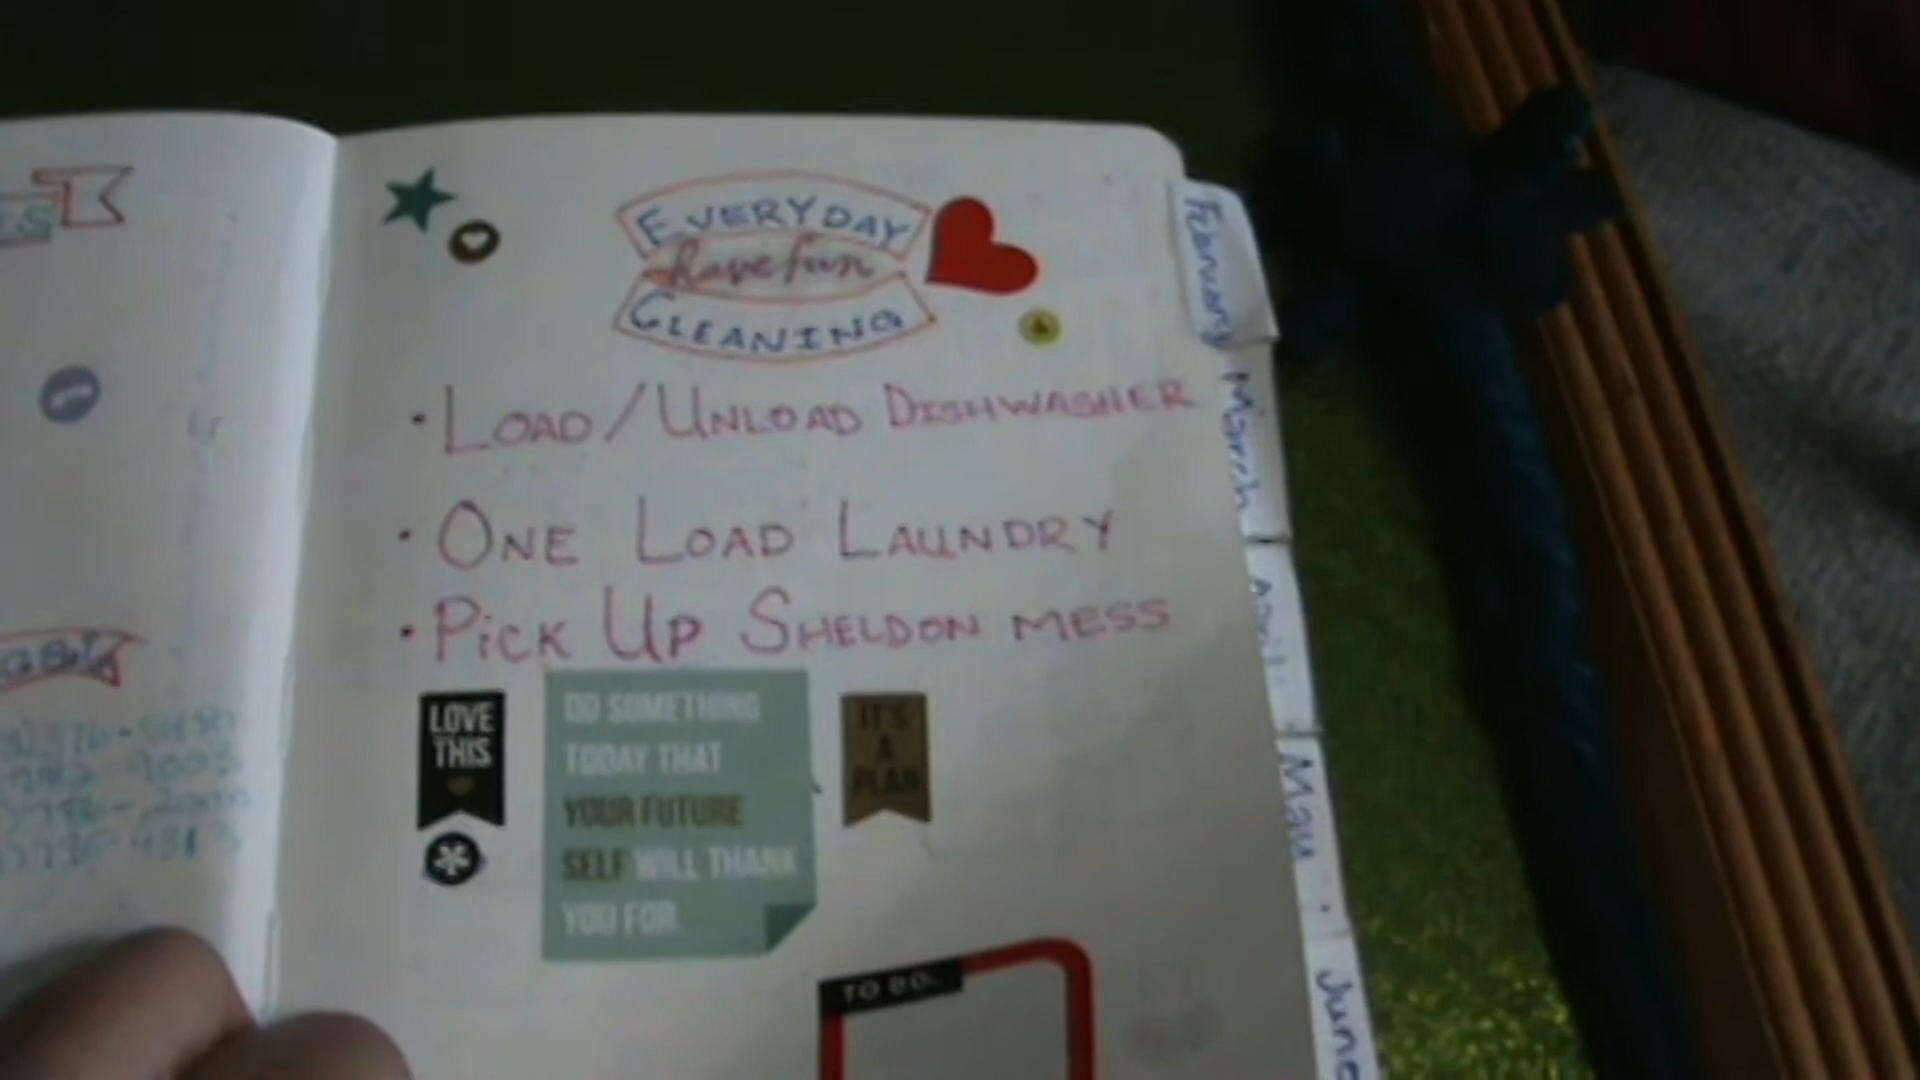 EVERYDAY
have fun
CLEANING
• LOAD/UNLOAD DISHWASHER
• ONE LOAD LAUNDRY
• PiCK UP SHELDON MESS
LOVE
THIS
DO SOMETHING
TODAY THAT
YOUR FUTURE
SELF WILL THANK
YOU FOR.
IT'S
A
PLAN
TO DO:
February
March
April
May
June